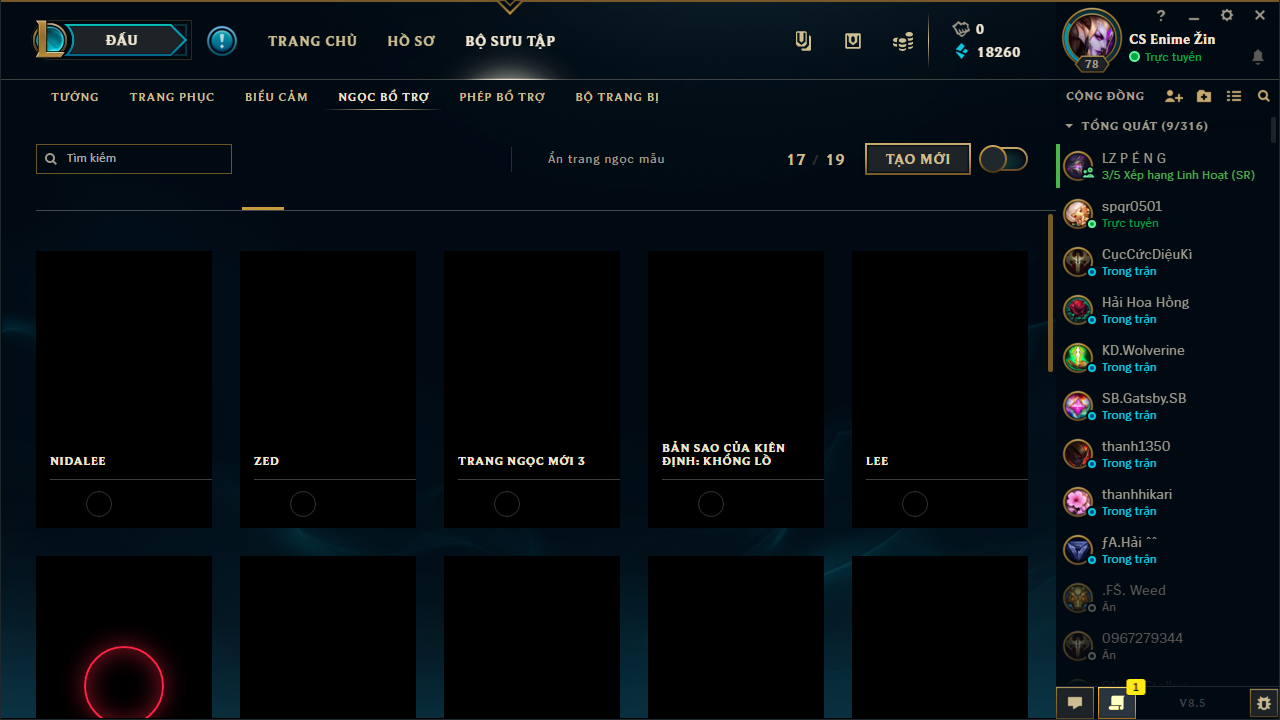 ĐẤU
TRANG CHỦ
HỒ SƠ
BỘ SƯU TẬP
0
18260
?
78
CS Enime Žin
Trực tuyến
TƯỚNG
TRANG PHỤC
BIỂU CẢM
NGỌC BỔ TRỢ
PHÉP BỔ TRỢ
BỘ TRANG BỊ
Tìm kiếm
Ẩn trang ngọc mẫu
17 / 19
TẠO MỚI
NIDALEE
ZED
TRANG NGỌC MỚI 3
BẢN SAO CỦA KIÊN
ĐỊNH: KHỔNG LỒ
LEE
CỘNG ĐỒNG
TỔNG QUÁT (9/316)
LZ P É N G
3/5 Xếp hạng Linh Hoạt (SR)
spqr0501
Trực tuyến
CụcCứcDiệuKì
Trong trận
Hải Hoa Hồng
Trong trận
KD.Wolverine
Trong trận
SB.Gatsby.SB
Trong trận
thanh1350
Trong trận
thanhhikari
Trong trận
ƒA.Hải ˆˆ
Trong trận
.FŠ. Weed
Ẩn
0967279344
Ẩn
1
V8.5